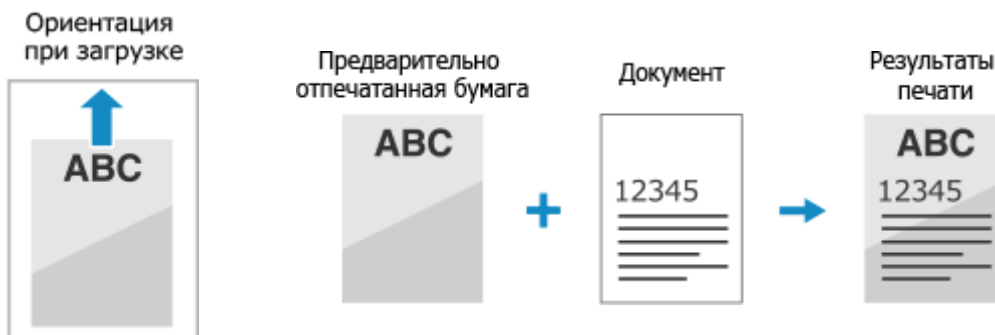 Ориентация
при загрузке
ABC
Предварительно
отпечатанная бумага
ABC
Документ
12345
Результаты
печати
ABC
12345